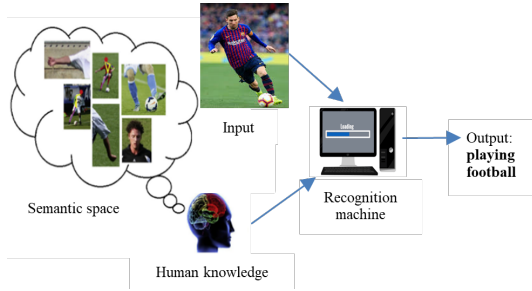 Input
Loading
Output:
playing
football
Semantic space
Recognition
machine
Human knowledge